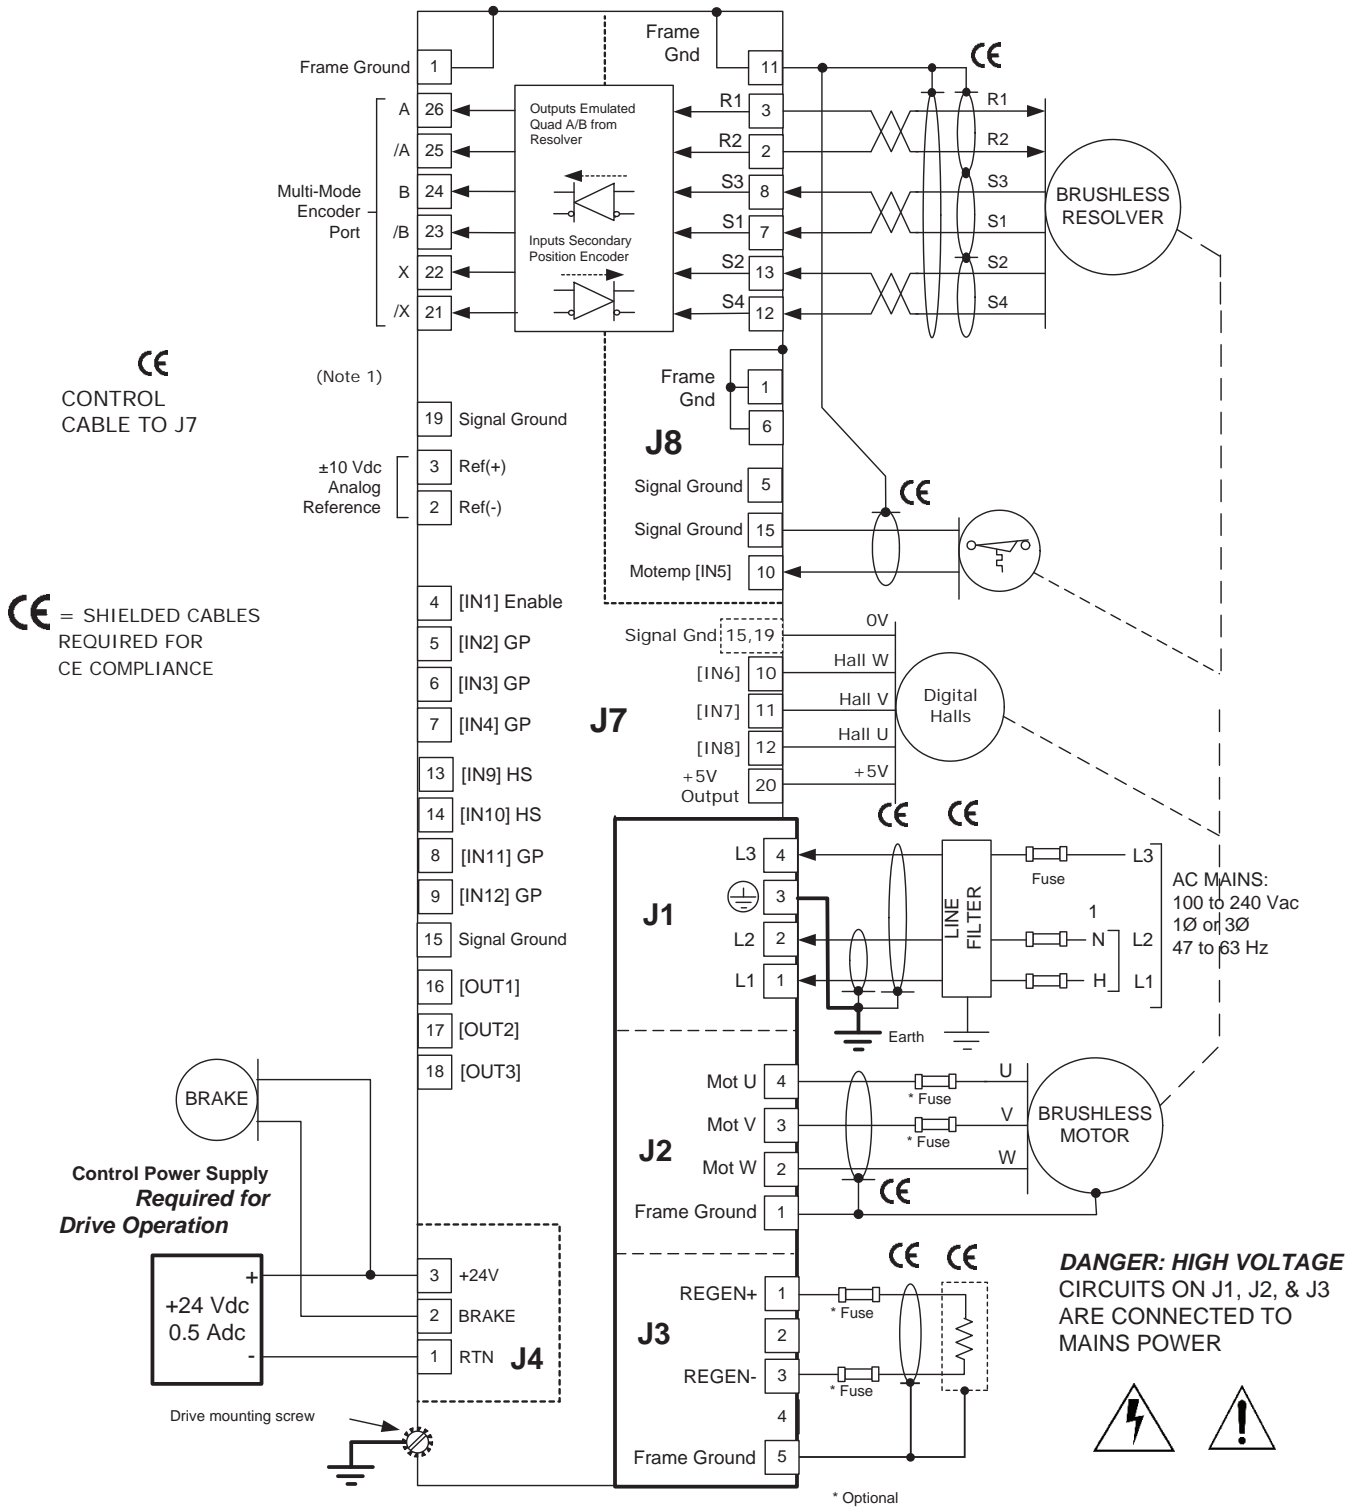 Frame Ground 1
Frame
Gnd
11
CE
A 26
/A 25
Multi-Mode
Encoder
Port
B 24
/B 23
X 22
/X 21
Outputs Emulated
Quad A/B from
Resolver
Inputs Secondary
Position Encoder
R1 3 R1
R2 2 R2
S3 8 S3
S1 7 S1
S2 13 S2
S4 12 S4
BRUSHLESS
RESOLVER
CE
CONTROL
CABLE TO J7
(Note 1)
19 Signal Ground
±10 Vdc
Analog
Reference
3 Ref(+)
2 Ref(-)
Frame
Gnd
1
6
J8
Signal Ground 5
Signal Ground 15
Motemp [IN5] 10
CE
CE = SHIELDED CABLES
REQUIRED FOR
CE COMPLIANCE
4 [IN1] Enable
5 [IN2] GP
6 [IN3] GP
7 [IN4] GP
13 [IN9] HS
14 [IN10] HS
8 [IN11] GP
9 [IN12] GP
15 Signal Ground
16 [OUT1]
17 [OUT2]
18 [OUT3]
J7
Signal Gnd 15,19 0V
[IN6] 10 Hall W
[IN7] 11 Hall V
[IN8] 12 Hall U
+5V
Output
20 +5V
Digital
Halls
CE
CE
J1
L3 4
3
L2 2
L1 1
LINE
FILTER
Fuse
L3
1
N L2
H L1
AC MAINS:
100 to 240 Vac
1Ø or 3Ø
47 to 63 Hz
Earth
J2
Mot U 4
* Fuse
U
Mot V 3
* Fuse
V
Mot W 2
W
Frame Ground 1
CE
BRUSHLESS
MOTOR
BRAKE
Control Power Supply
Required for
Drive Operation
+
+24 Vdc
0.5 Adc
-
3 +24V
2 BRAKE
1 RTN
J4
Drive mounting screw
J3
REGEN+ 1
* Fuse
2
REGEN- 3
* Fuse
4
Frame Ground 5
CE
CE
* Optional
DANGER: HIGH VOLTAGE
CIRCUITS ON J1, J2, & J3
ARE CONNECTED TO
MAINS POWER
!